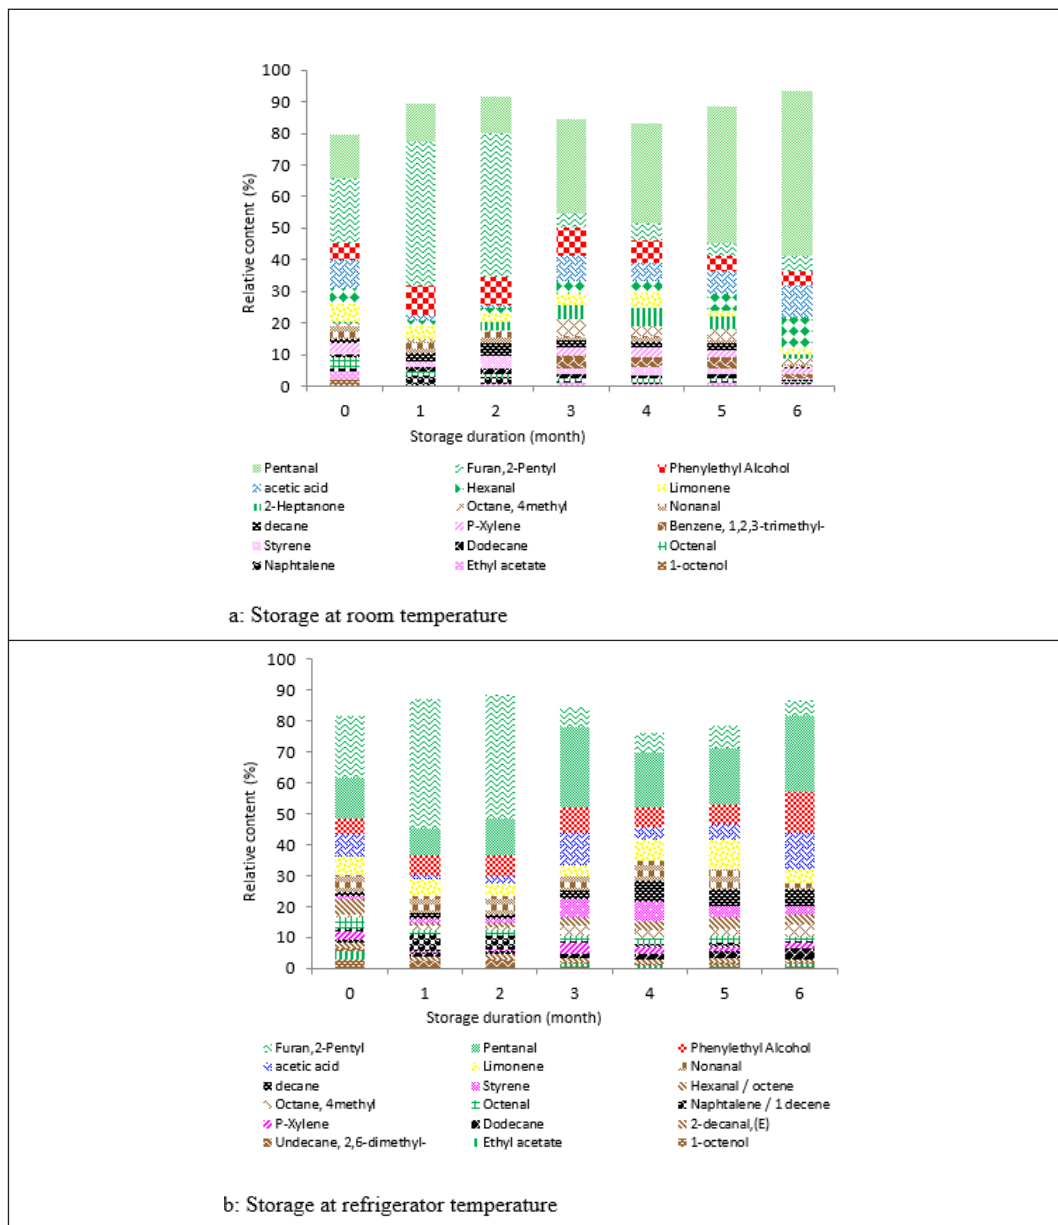 100
90
80
70
60
50
40
30
20
10
0
Relative content (%)
0 1 2 3 4 5 6
Storage duration (month)
Pentanal Furan,2-Pentyl Phenylethyl Alcohol
acetic acid Hexanal Limonene
2-Heptanone Octane, 4methyl Nonanal
decane P-Xylene Benzene, 1,2,3-trimethyl-
Styrene Dodecane Octenal
Naphtalene Ethyl acetate 1-octenol
a: Storage at room temperature
100
90
80
70
60
50
40
30
20
10
0
Relative content (%)
0 1 2 3 4 5 6
Storage duration (month)
Furan,2-Pentyl Pentanal Phenylethyl Alcohol
acetic acid Limonene Nonanal
decane Styrene Hexanal / octene
Octane, 4methyl Octenal Naphtalene / 1 decene
P-Xylene Dodecane 2-decanal,(E)
Undecane, 2,6-dimethyl- Ethyl acetate 1-octenol
b: Storage at refrigerator temperature